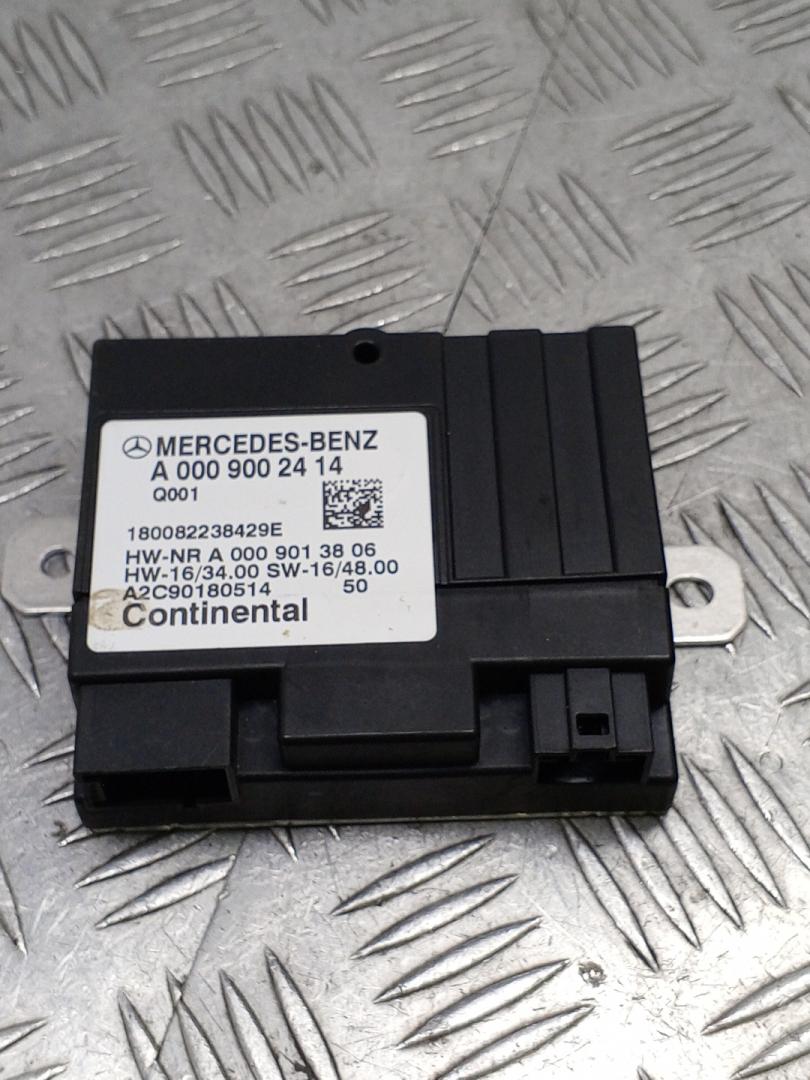 MERCEDES-BENZ
A 000 900 24 14
Q001
180082238429E
HW-NR A 000 901 38 06
HW-16/34.00 SW-16/48.00
A2C90180514 50
Continental